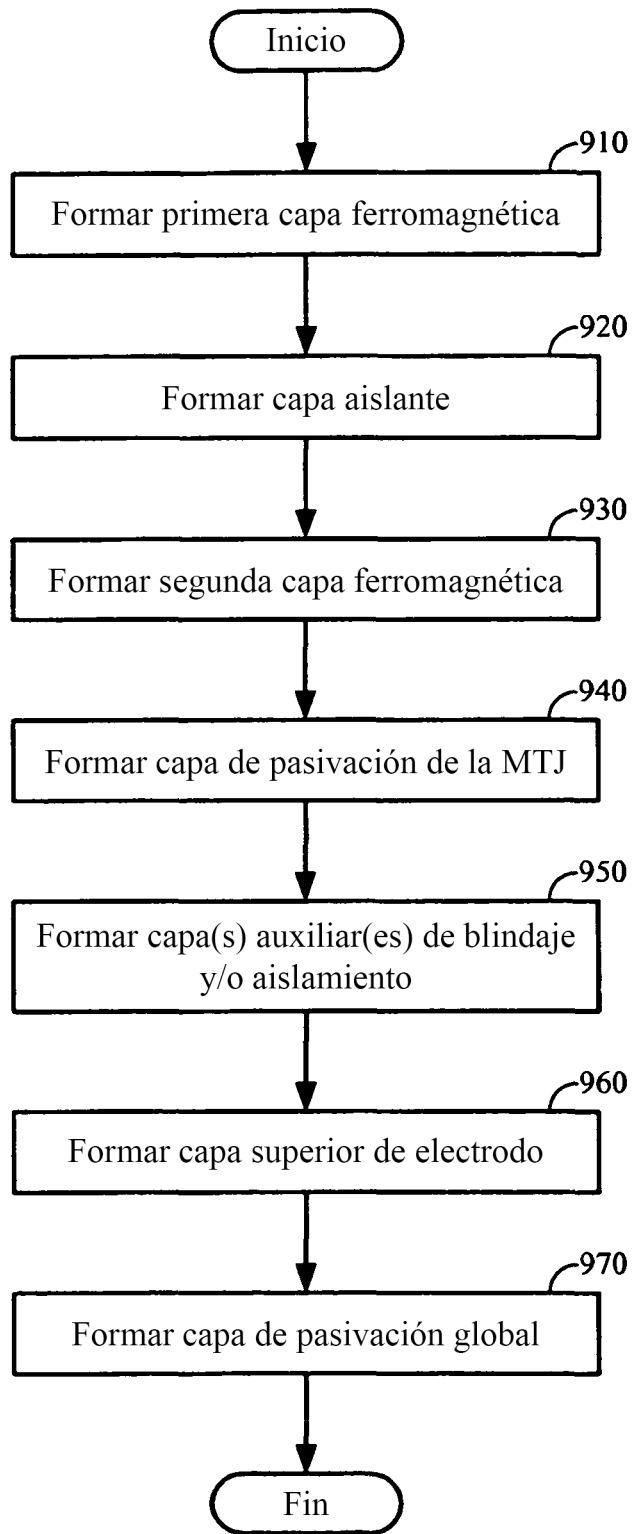 Inicio
910
Formar primera capa ferromagnética
920
Formar capa aislante
930
Formar segunda capa ferromagnética
940
Formar capa de pasivación de la MTJ
950
Formar capa(s) auxiliar(es) de blindaje
y/o aislamiento
960
Formar capa superior de electrodo
970
Formar capa de pasivación global
Fin